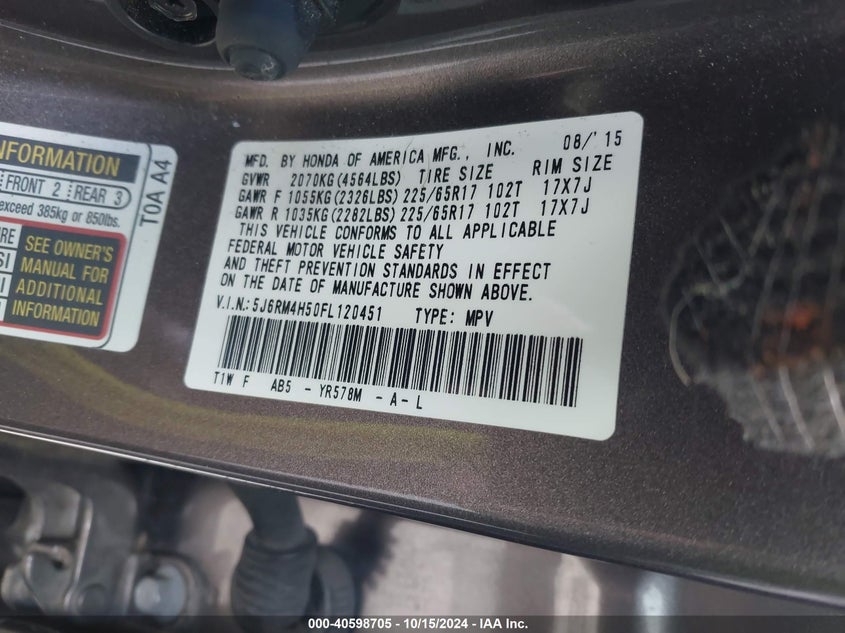 NFORMATION
FRONT 2 REAR 3
exceed 385kg or 850lbs.
SEE OWNER'S
MANUAL FOR
ADDITIONAL
INFORMATION
T0A A4
MFD. BY HONDA OF AMERICA MFG., INC. 08/'15
GVWR 2070KG(4564LBS) TIRE SIZE RIM SIZE
GAWR F 1055KG(2326LBS) 225/65R17 102T 17X7J
GAWR R 1035KG(2282LBS) 225/65R17 102T 17X7J
THIS VEHICLE CONFORMS TO ALL APPLICABLE
FEDERAL MOTOR VEHICLE SAFETY
AND THEFT PREVENTION STANDARDS IN EFFECT
ON THE DATE OF MANUFACTURE SHOWN ABOVE.
V.I.N.:5J6RM4H50FL120451 TYPE: MPV
T1W F AB5 - YR578M - A - L
000-40598705 - 10/15/2024 - IAA Inc.